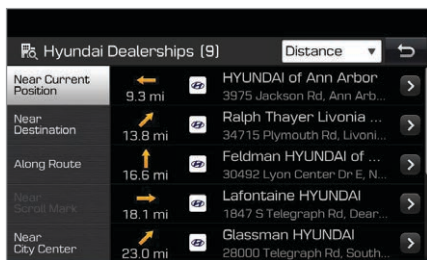 Hyundai Dealerships (9)
Distance
Near Current
Position
9.3 mi
HYUNDAI of Ann Arbor
3975 Jackson Rd, Ann Arb...
Near
Destination
13.8 mi
Ralph Thayer Livonia ...
34715 Plymouth Rd, Livoni...
Along Route
16.6 mi
Feldman HYUNDAI of ...
30492 Lyon Center Dr E, N...
Near
Scroll Mark
18.1 mi
Lafontaine HYUNDAI
1847 S Telegraph Rd, Dear...
Near
City Center
23.0 mi
Glassman HYUNDAI
28000 Telegraph Rd, South...